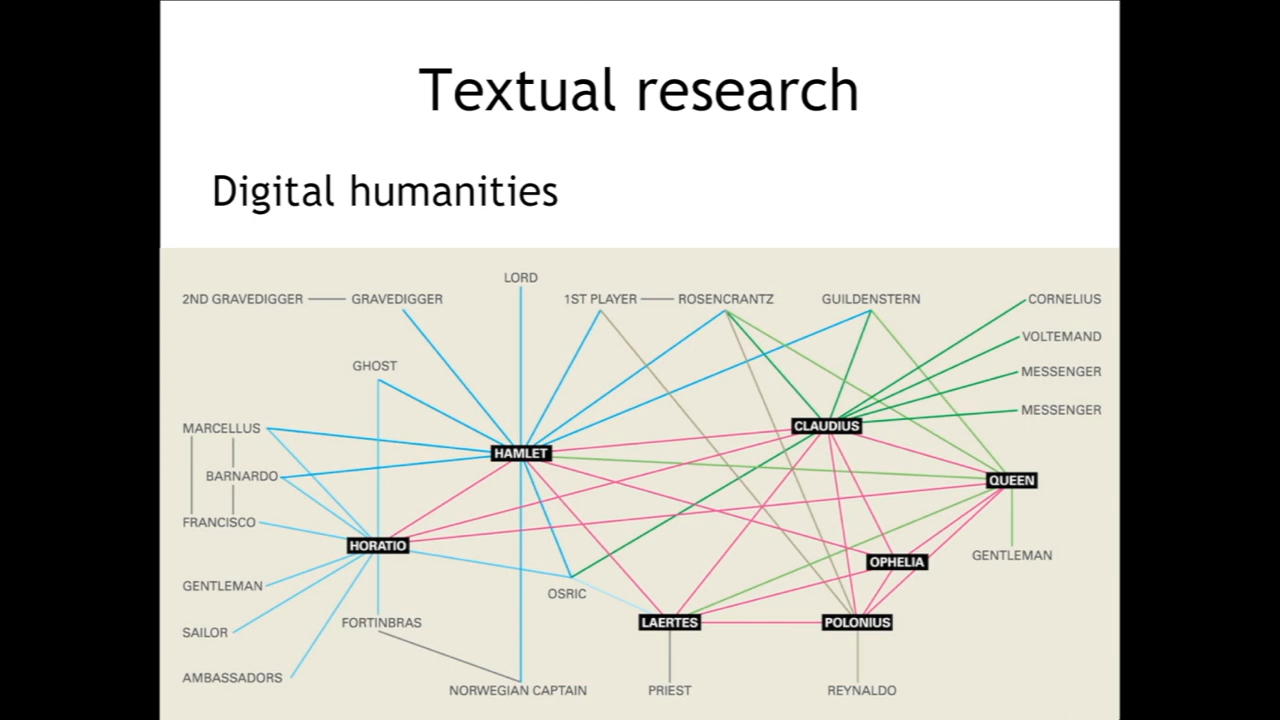 Textual research
Digital humanities
LORD
2ND GRAVEDIGGER GRAVEDIGGER 1ST PLAYER ROSENCRANTZ GUILDENSTERN CORNELIUS
VOLTEMAND
GHOST MESSENGER
MESSENGER
MARCELLUS CLAUDIUS
HAMLET
BARNARDO QUEEN
FRANCISCO
HORATIO
GENTLEMAN
OPHELIA
GENTLEMAN
OSRIC
FORTINBRAS LAERTES POLONIUS
SAILOR
AMBASSADORS
NORWEGIAN CAPTAIN PRIEST REYNALDO